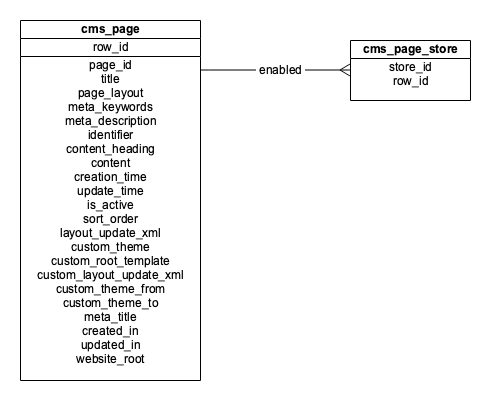 cms_page
row_id
page_id
title
page_layout
meta_keywords
meta_description
identifier
content_heading
content
creation_time
update_time
is_active
sort_order
layout_update_xml
custom_theme
custom_root_template
custom_layout_update_xml
custom_theme_from
custom_theme_to
meta_title
created_in
updated_in
website_root
enabled
cms_page_store
store_id
row_id